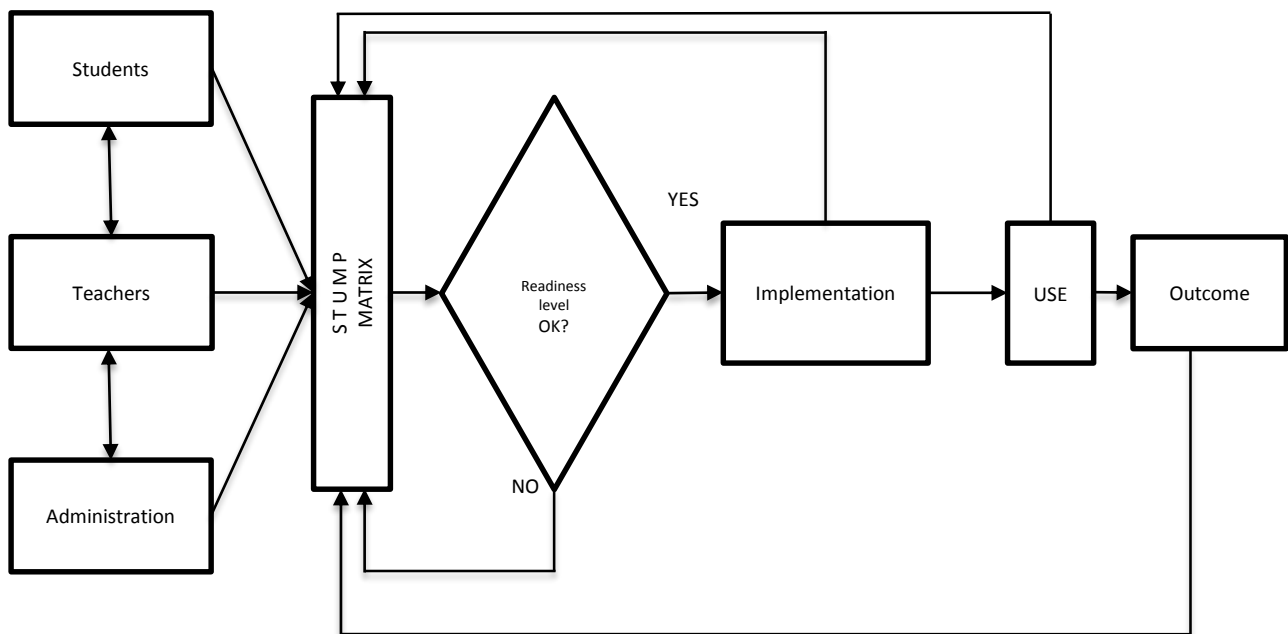 Students
Teachers
Administration
S T U M P
MATRIX
Readiness
level
OK?
YES
NO
Implementation
USE
Outcome